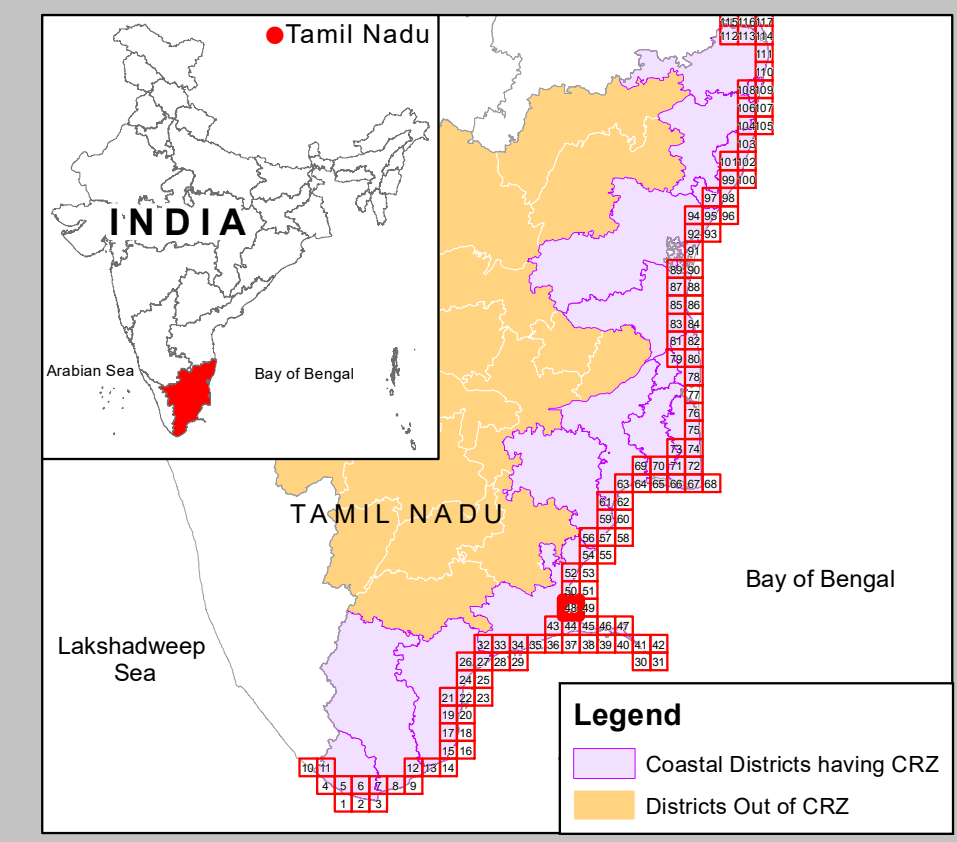 Tamil Nadu
INDIA
Arabian Sea
Bay of Bengal
115 116 117
112 113 114
111
110
108 109
106 107
104 105
103
101 102
99 100
97 98
94 95 96
92 93
91
89 90
87 88
85 86
83 84
81 82
79 80
78
77
76
75
73 74
69 70 71 72
63 64 65 66 67 68
61 62
TAMIL NADU
59 60
56 57 58
54 55
52 53
Bay of Bengal
50 51
48 49
43 44 45 46 47
Lakshadweep
Sea
32 33 34 35 36 37 38 39 40 41 42
26 27 28 29 30 31
24 25
21 22 23
19 20
17 18
15 16
10 11 12 13 14
4 5 6 7 8 9
1 2 3
Legend
Coastal Districts having CRZ
Districts Out of CRZ